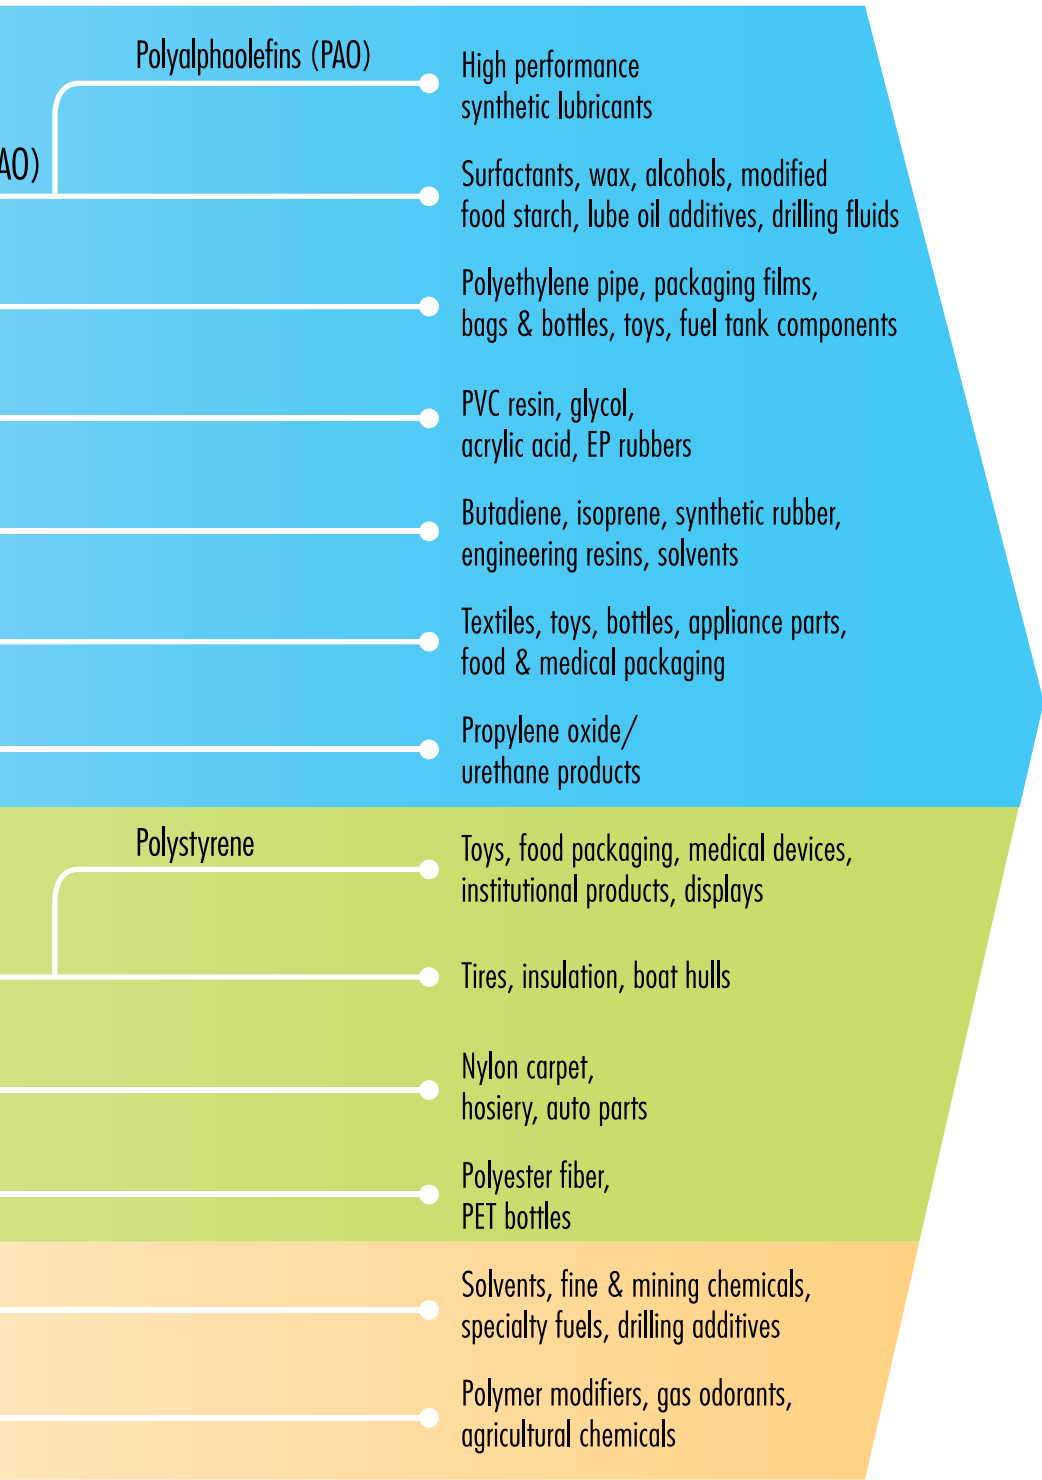 Polyalphaolefins (PAO)
High performance
synthetic lubricants
AO)
Surfactants, wax, alcohols, modified
food starch, lube oil additives, drilling fluids
Polyethylene pipe, packaging films,
bags & bottles, toys, fuel tank components
PVC resin, glycol,
acrylic acid, EP rubbers
Butadiene, isoprene, synthetic rubber,
engineering resins, solvents
Textiles, toys, bottles, appliance parts,
food & medical packaging
Propylene oxide/
urethane products
Polystyrene
Toys, food packaging, medical devices,
institutional products, displays
Tires, insulation, boat hulls
Nylon carpet,
hosiery, auto parts
Polyester fiber,
PET bottles
Solvents, fine & mining chemicals,
specialty fuels, drilling additives
Polymer modifiers, gas odorants,
agricultural chemicals